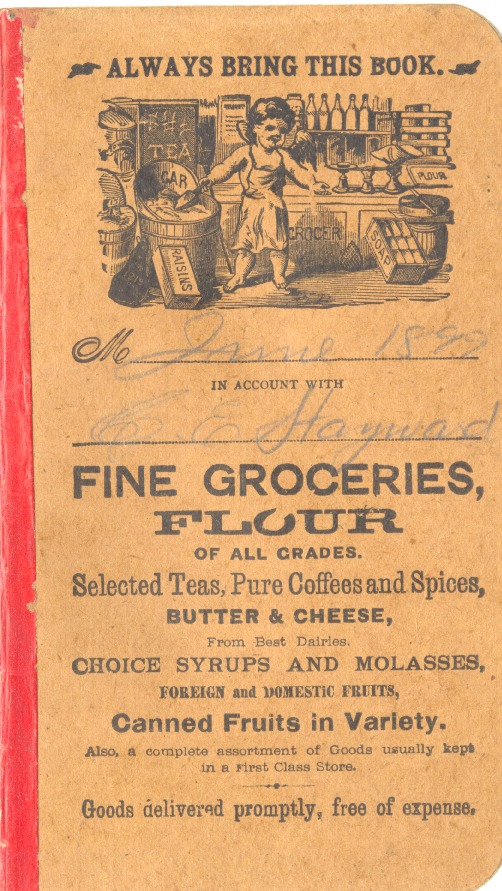 ALWAYS BRING THIS BOOK.
TEA
GAR
FLOUR
GROCER
SOAP
RAISINS
M June 189
IN ACCOUNT WITH
E. E. Hayward
FINE GROCERIES,
FLOUR
OF ALL GRADES.
Selected Teas, Pure Coffees and Spices,
BUTTER & CHEESE,
From Best Dairies.
CHOICE SYRUPS AND MOLASSES,
FOREIGN and DOMESTIC FRUITS,
Canned Fruits in Variety.
Also, a complete assortment of Goods usually kept
in a First Class Store.
Goods delivered promptly, free of expense.